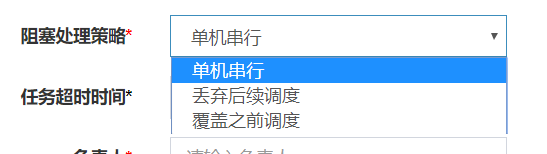 阻塞处理策略* 单机串行
单机串行
丢弃后续调度
任务超时时间*
覆盖之前调度